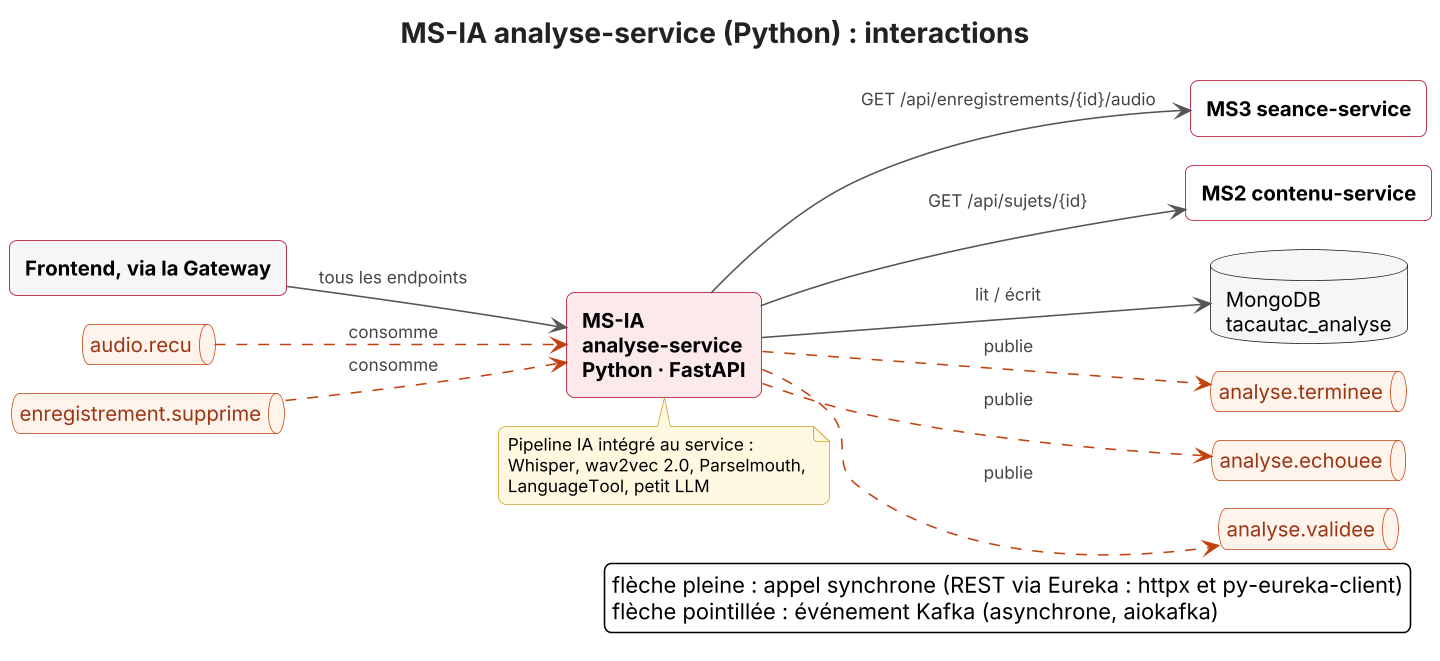 MS-IA analyse-service (Python) : interactions
GET /api/enregistrements/{id}/audio
MS3 seance-service
GET /api/sujets/{id}
MS2 contenu-service
Frontend, via la Gateway
tous les endpoints
lit / écrit
MongoDB
tacautac_analyse
audio.recu
consomme
consomme
enregistrement.supprime
MS-IA
analyse-service
Python · FastAPI
publie
analyse.terminee
publie
analyse.echouee
publie
analyse.validee
Pipeline IA intégré au service :
Whisper, wav2vec 2.0, Parselmouth,
LanguageTool, petit LLM
flèche pleine : appel synchrone (REST via Eureka : httpx et py-eureka-client)
flèche pointillée : événement Kafka (asynchrone, aiokafka)